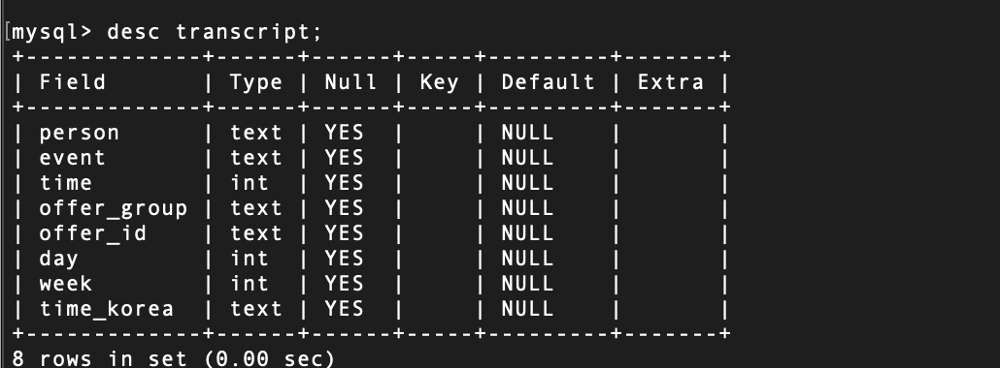 [mysql> desc transcript;
+-------------+------+------+-----+---------+-------+
| Field       | Type | Null | Key | Default | Extra |
+-------------+------+------+-----+---------+-------+
| person      | text | YES  |     | NULL    |       |
| event       | text | YES  |     | NULL    |       |
| time        | int  | YES  |     | NULL    |       |
| offer_group | text | YES  |     | NULL    |       |
| offer_id    | text | YES  |     | NULL    |       |
| day         | int  | YES  |     | NULL    |       |
| week        | int  | YES  |     | NULL    |       |
| time_korea  | text | YES  |     | NULL    |       |
+-------------+------+------+-----+---------+-------+
8 rows in set (0.00 sec)